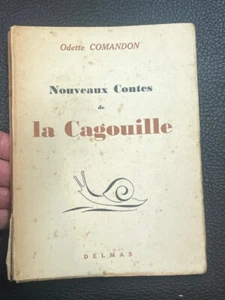 Odette COMANDON
Nouveaux Contes
de
la Cagouille
DELMAS